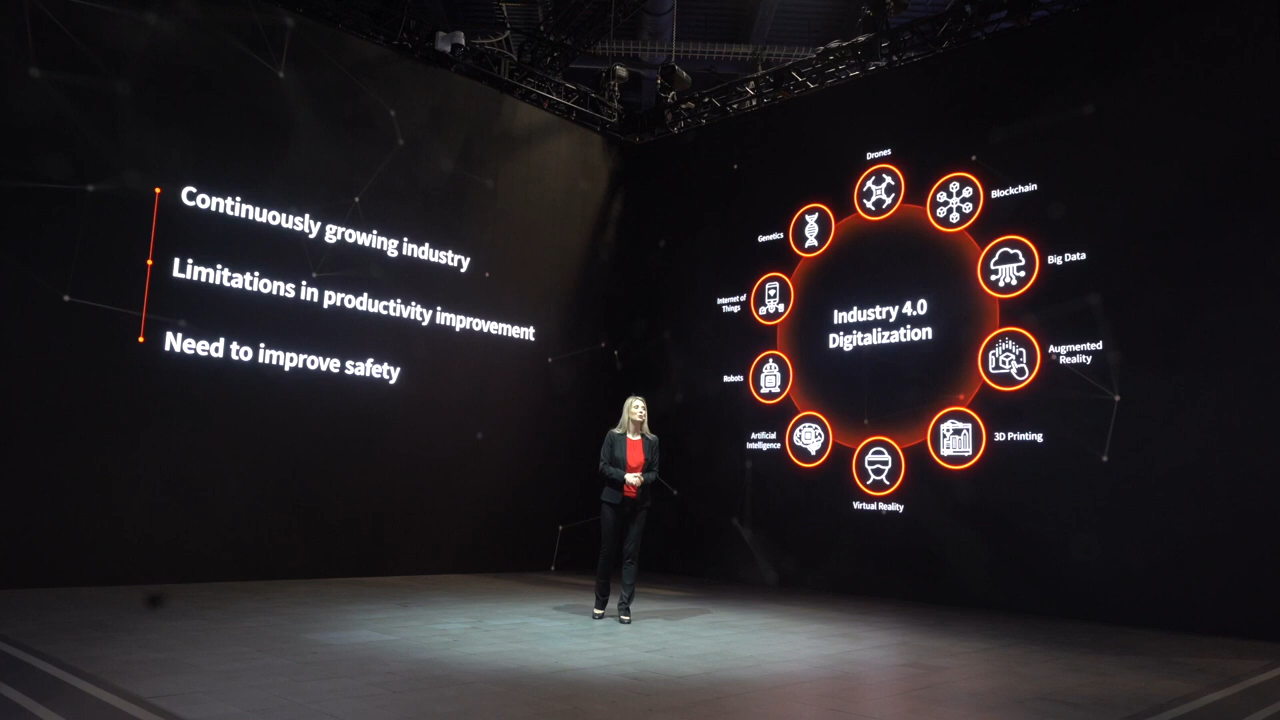 Continuously growing industry
Limitations in productivity improvement
Need to improve safety
Industry 4.0
Digitalization
Drones
Blockchain
Big Data
Augmented
Reality
3D Printing
Virtual Reality
Artificial
Intelligence
Robots
Internet of
Things
Genetics